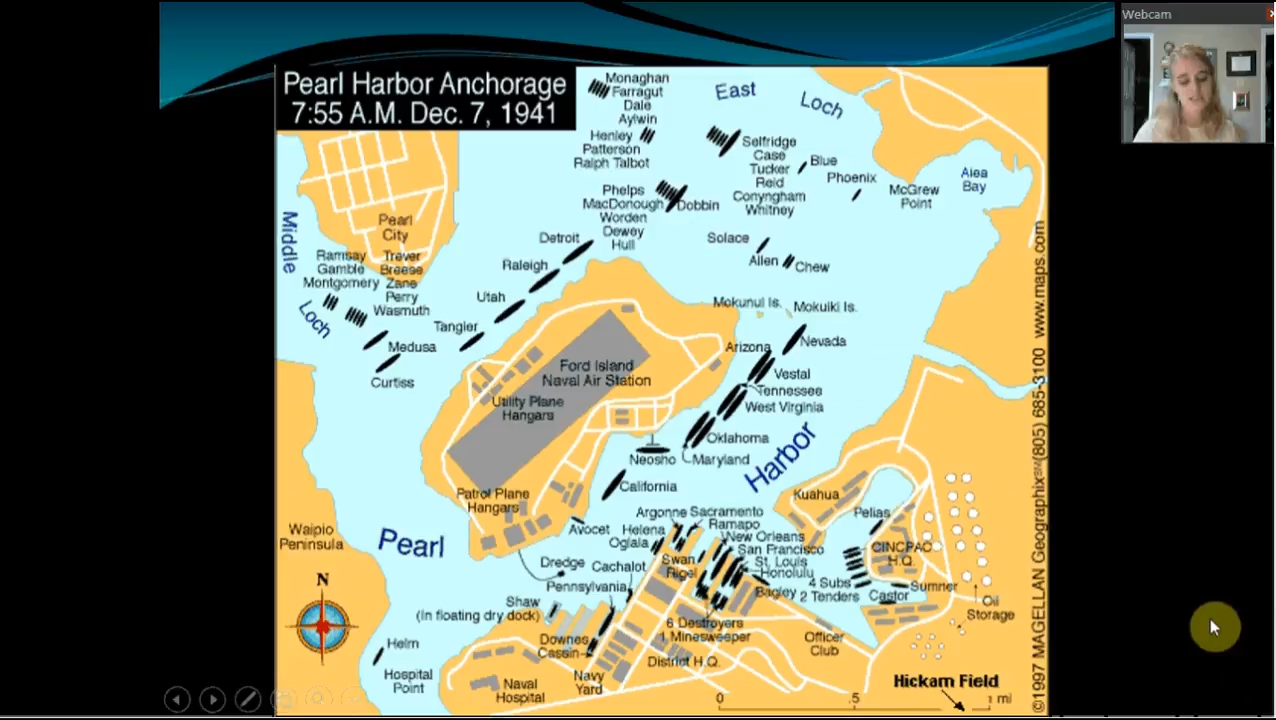 Webcam
Pearl Harbor Anchorage
7:55 A.M. Dec. 7, 1941
Monaghan
Farragut
Dale
Aylwin
Henley
Patterson
Ralph Talbot
East
Loch
Selfridge
Case
Tucker
Reid
Conyngham
Whitney
Blue
Phoenix
McGrew
Point
Aiea
Bay
Phelps
MacDonough
Worden
Dewey
Hull
Dobbin
Solace
Allen
Chew
Detroit
Raleigh
Utah
Tangier
Pearl
City
Middle
Loch
Ramsay
Gamble
Montgomery
Trever
Breese
Zane
Perry
Wasmuth
Medusa
Curtiss
Mokunui Is.
Mokuiki Is.
Arizona
Nevada
Vestal
Tennessee
West Virginia
Oklahoma
Maryland
Neosho
California
Ford Island
Naval Air Station
Utility Plane
Hangars
Patrol Plane
Hangars
Harbor
Pearl
Waipio
Peninsula
N
Avocet
Dredge
Argonne
Sacramento
Helena
Ramapo
Oglala
New Orleans
San Francisco
Swan
St. Louis
Rigel
Honolulu
Cachalot
Bagley
Pennsylvania
Shaw
(In floating dry dock)
Downes
Cassin
6 Destroyers
1 Minesweeper
District H.Q.
Navy
Yard
Naval
Hospital
Helm
Hospital
Point
Kuahua
Pelias
CINCPAC
H.Q.
4 Subs
2 Tenders
Castor
Sumner
Oil
Storage
Officer
Club
Hickam Field
0
.5
1 mi
©1997 MAGELLAN Geographix℠(805) 685-3100 www.maps.com